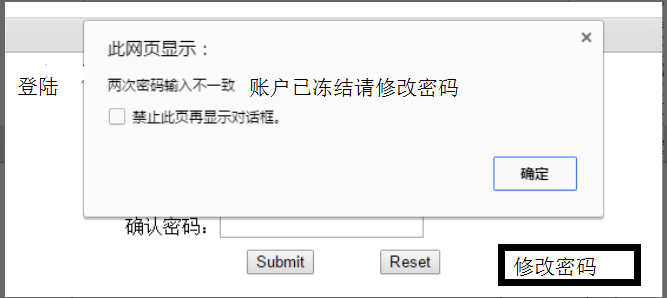 此网页显示：
两次密码输入不一致 账户已冻结请修改密码
禁止此页再显示对话框。
确定
登陆
确认密码：
Submit Reset 修改密码